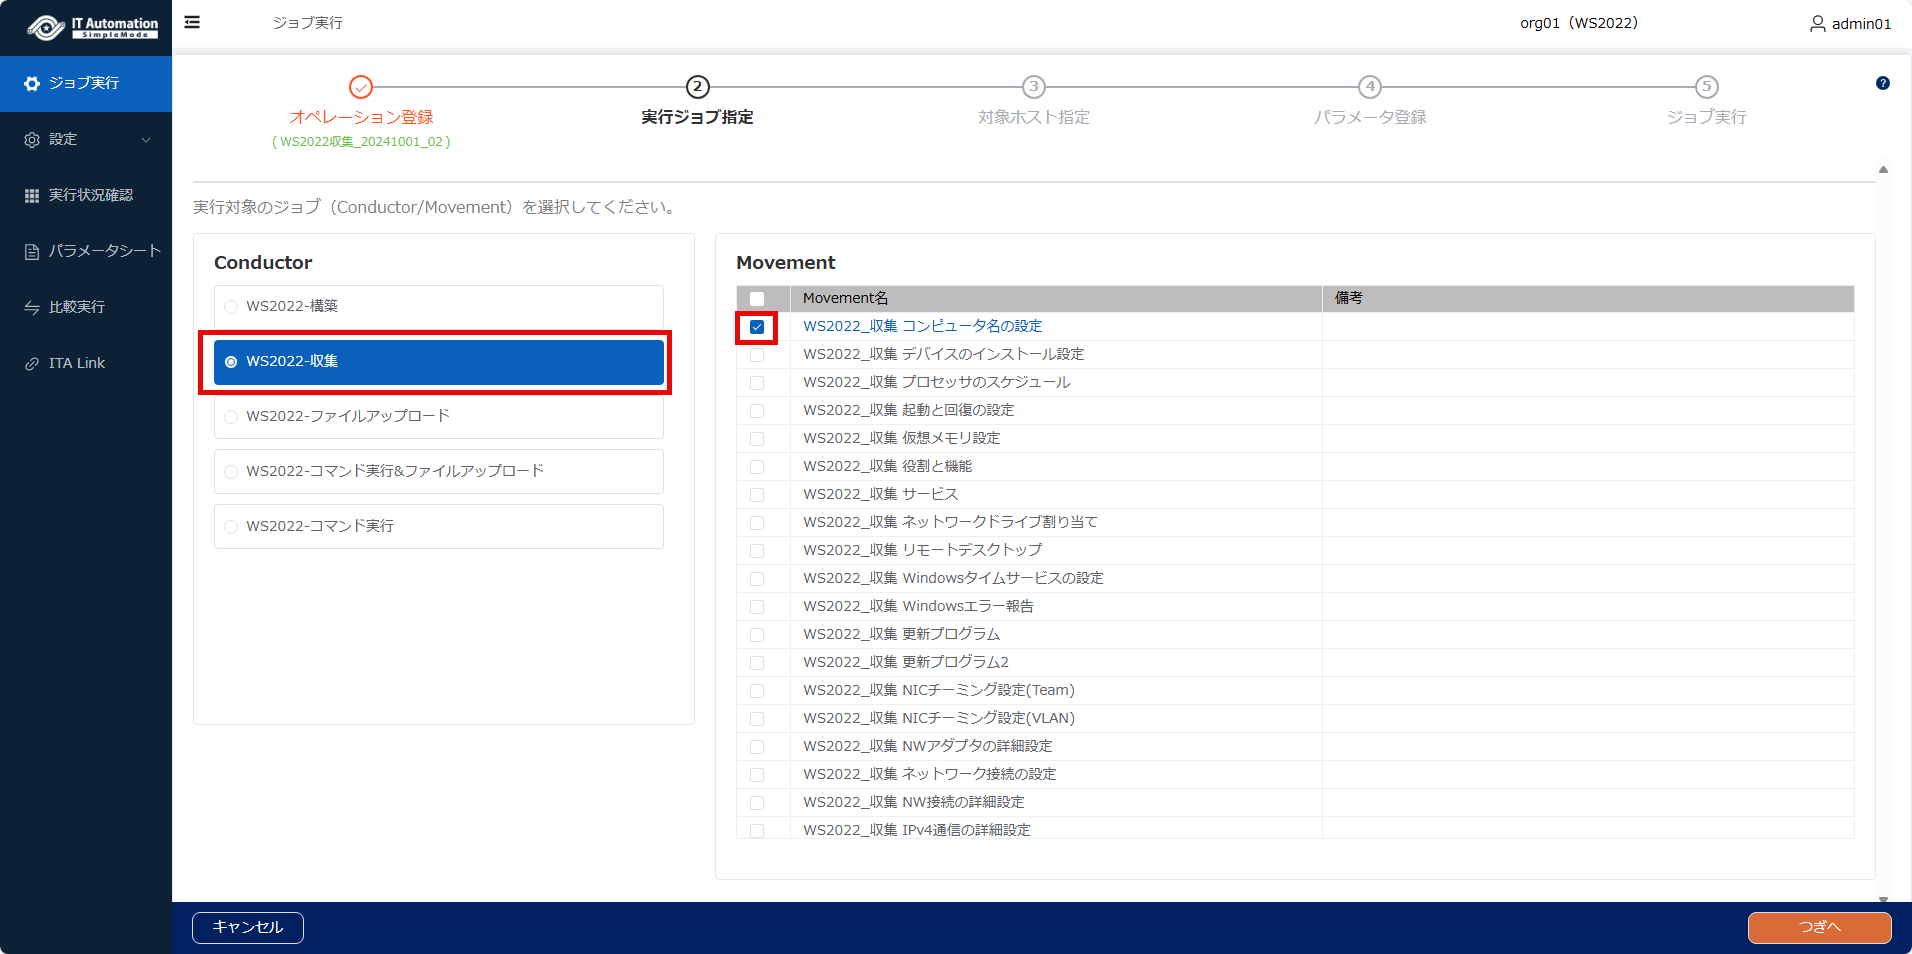 IT Automation
SimpleMode
ジョブ実行
org01（WS2022）
admin01
ジョブ実行
設定
実行状況確認
パラメータシート
比較実行
ITA Link
2
3
4
5
?
オペレーション登録
実行ジョブ指定
対象ホスト指定
パラメータ登録
ジョブ実行
( WS2022収集_20241001_02 )
実行対象のジョブ（Conductor/Movement）を選択してください。
Conductor
WS2022-構築
WS2022-収集
WS2022-ファイルアップロード
WS2022-コマンド実行&ファイルアップロード
WS2022-コマンド実行
Movement
Movement名
備考
WS2022_収集 コンピュータ名の設定
WS2022_収集 デバイスのインストール設定
WS2022_収集 プロセッサのスケジュール
WS2022_収集 起動と回復の設定
WS2022_収集 仮想メモリ設定
WS2022_収集 役割と機能
WS2022_収集 サービス
WS2022_収集 ネットワークドライブ割り当て
WS2022_収集 リモートデスクトップ
WS2022_収集 Windowsタイムサービスの設定
WS2022_収集 Windowsエラー報告
WS2022_収集 更新プログラム
WS2022_収集 更新プログラム2
WS2022_収集 NICチーミング設定(Team)
WS2022_収集 NICチーミング設定(VLAN)
WS2022_収集 NWアダプタの詳細設定
WS2022_収集 ネットワーク接続の設定
WS2022_収集 NW接続の詳細設定
WS2022_収集 IPv4通信の詳細設定
キャンセル
つぎへ